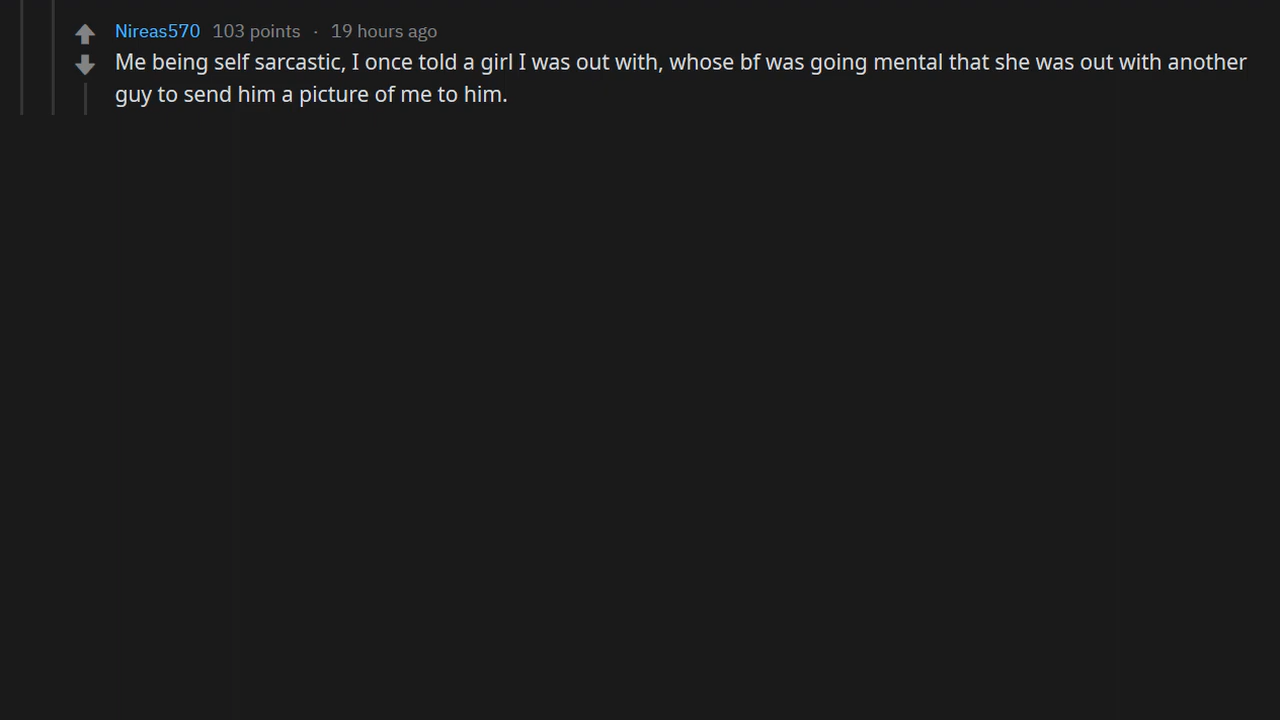 Nireas570 103 points · 19 hours ago
Me being self sarcastic, I once told a girl I was out with, whose bf was going mental that she was out with another
guy to send him a picture of me to him.